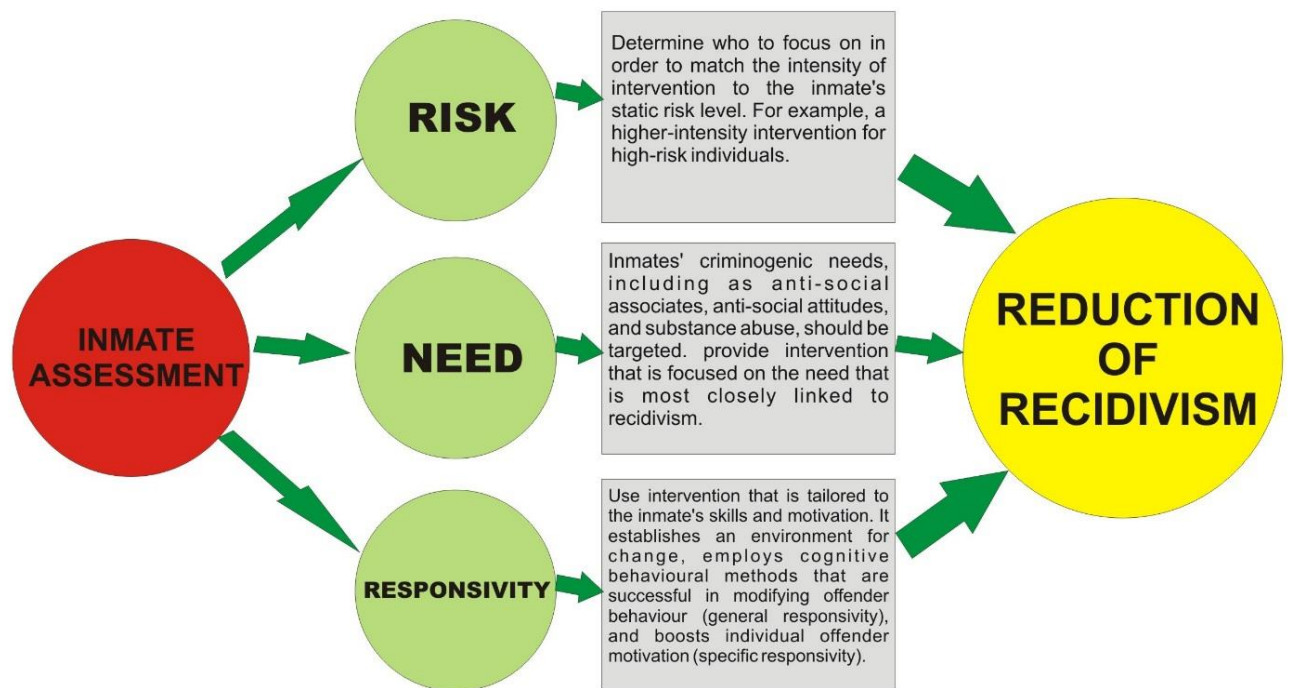 INMATE
ASSESSMENT
RISK
Determine who to focus on in
order to match the intensity of
intervention to the inmate's
static risk level. For example, a
higher-intensity intervention for
high-risk individuals.
NEED
Inmates' criminogenic needs,
including as anti-social
associates, anti-social attitudes,
and substance abuse, should be
targeted. provide intervention
that is focused on the need that
is most closely linked to
recidivism.
RESPONSIVITY
Use intervention that is tailored to
the inmate's skills and motivation. It
establishes an environment for
change, employs cognitive
behavioural methods that are
successful in modifying offender
behaviour (general responsivity),
and boosts individual offender
motivation (specific responsivity).
REDUCTION
OF
RECIDIVISM